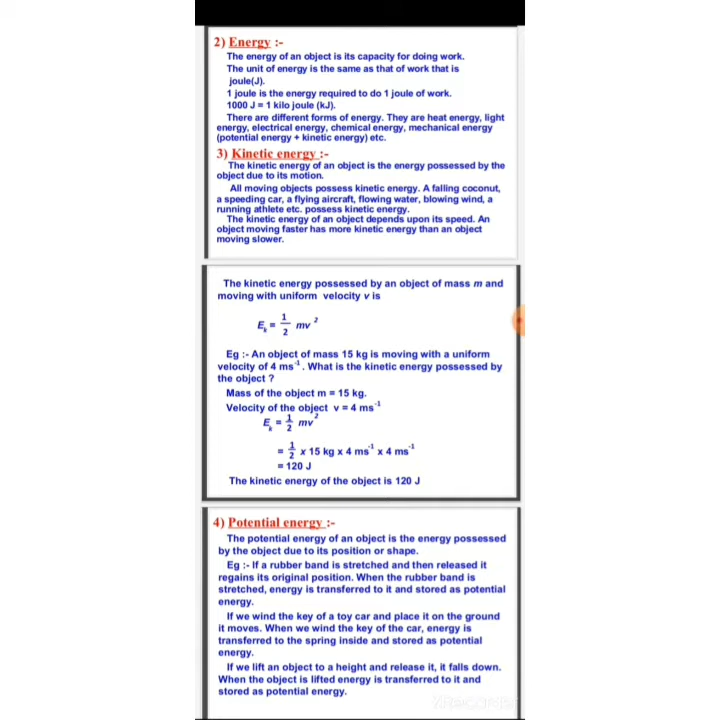 2) Energy :-
The energy of an object is its capacity for doing work.
The unit of energy is the same as that of work that is
joule(J).
1 joule is the energy required to do 1 joule of work.
1000 J = 1 kilo joule (kJ).
There are different forms of energy. They are heat energy, light
energy, electrical energy, chemical energy, mechanical energy
(potential energy + kinetic energy) etc.
3) Kinetic energy :-
The kinetic energy of an object is the energy possessed by the
object due to its motion.
All moving objects possess kinetic energy. A falling coconut,
a speeding car, a flying aircraft, flowing water, blowing wind, a
running athlete etc. possess kinetic energy.
The kinetic energy of an object depends upon its speed. An
object moving faster has more kinetic energy than an object
moving slower.
The kinetic energy possessed by an object of mass m and
moving with uniform velocity v is
Eₖ = 1/2 mv²
Eg :- An object of mass 15 kg is moving with a uniform
velocity of 4 ms⁻¹. What is the kinetic energy possessed by
the object ?
Mass of the object m = 15 kg.
Velocity of the object v = 4 ms⁻¹
Eₖ = 1/2 mv²
= 1/2 x 15 kg x 4 ms⁻¹ x 4 ms⁻¹
= 120 J
The kinetic energy of the object is 120 J
4) Potential energy :-
The potential energy of an object is the energy possessed
by the object due to its position or shape.
Eg :- If a rubber band is stretched and then released it
regains its original position. When the rubber band is
stretched, energy is transferred to it and stored as potential
energy.
If we wind the key of a toy car and place it on the ground
it moves. When we wind the key of the car, energy is
transferred to the spring inside and stored as potential
energy.
If we lift an object to a height and release it, it falls down.
When the object is lifted energy is transferred to it and
stored as potential energy.